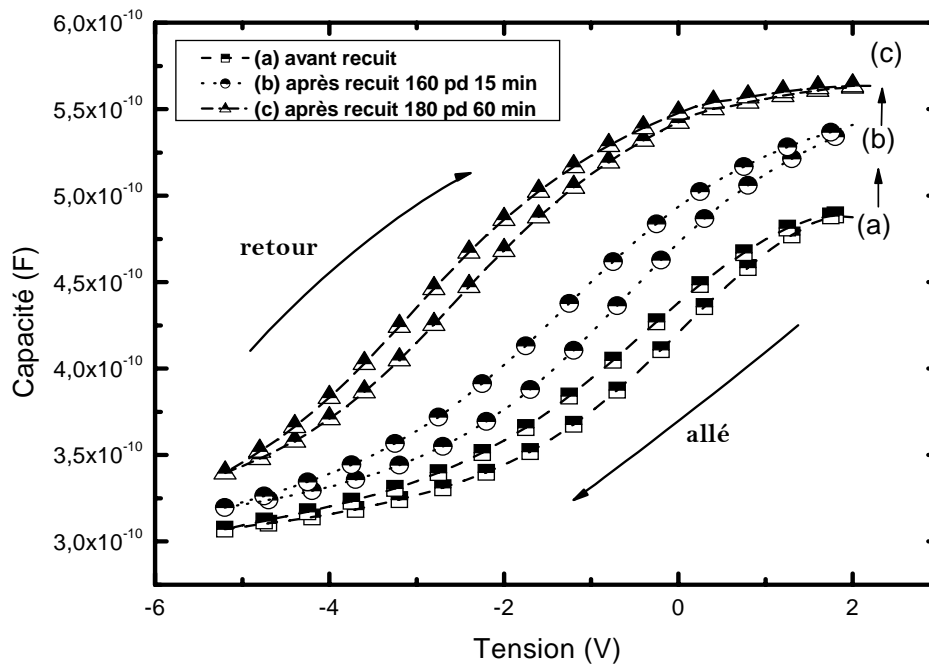 6,0x10⁻¹⁰
5,5x10⁻¹⁰
5,0x10⁻¹⁰
4,5x10⁻¹⁰
4,0x10⁻¹⁰
3,5x10⁻¹⁰
3,0x10⁻¹⁰
Capacité (F)
(a) avant recuit
(b) après recuit 160 pd 15 min
(c) après recuit 180 pd 60 min
(c)
(b)
(a)
retour
allé
-6 -4 -2 0 2
Tension (V)